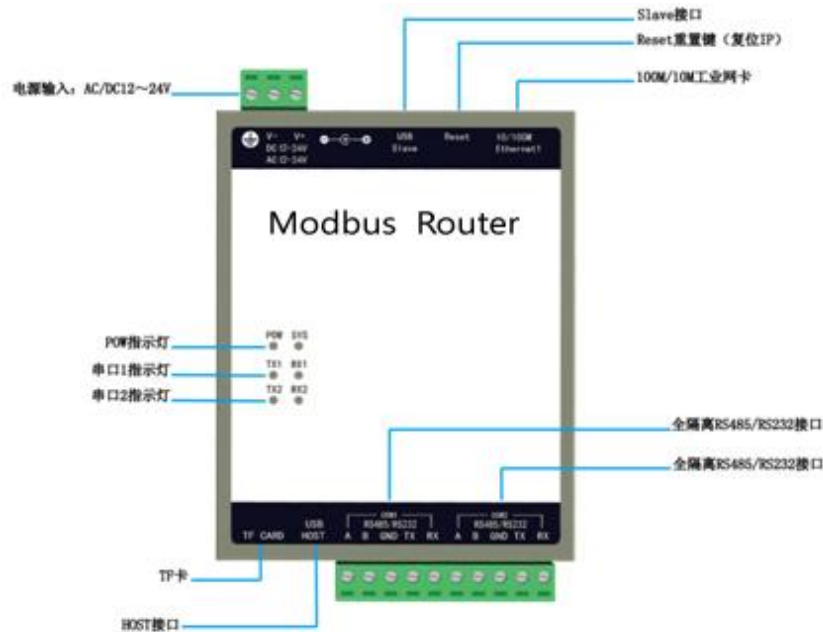 Slave接口
Reset重置键（复位IP）
100M/10M工业网卡
电源输入：AC/DC12～24V
V- V+
DC:12-24V
AC:12-24V
USB
Slave
Reset
10/100M
Ethernet1
Modbus Router
POW指示灯
POW SYS
串口1指示灯
TX1 RX1
串口2指示灯
TX2 RX2
全隔离RS485/RS232接口
全隔离RS485/RS232接口
TF CARD
USB
HOST
COM1
RS485/RS232
A B GND TX RX
COM2
RS485/RS232
A B GND TX RX
TF卡
HOST接口